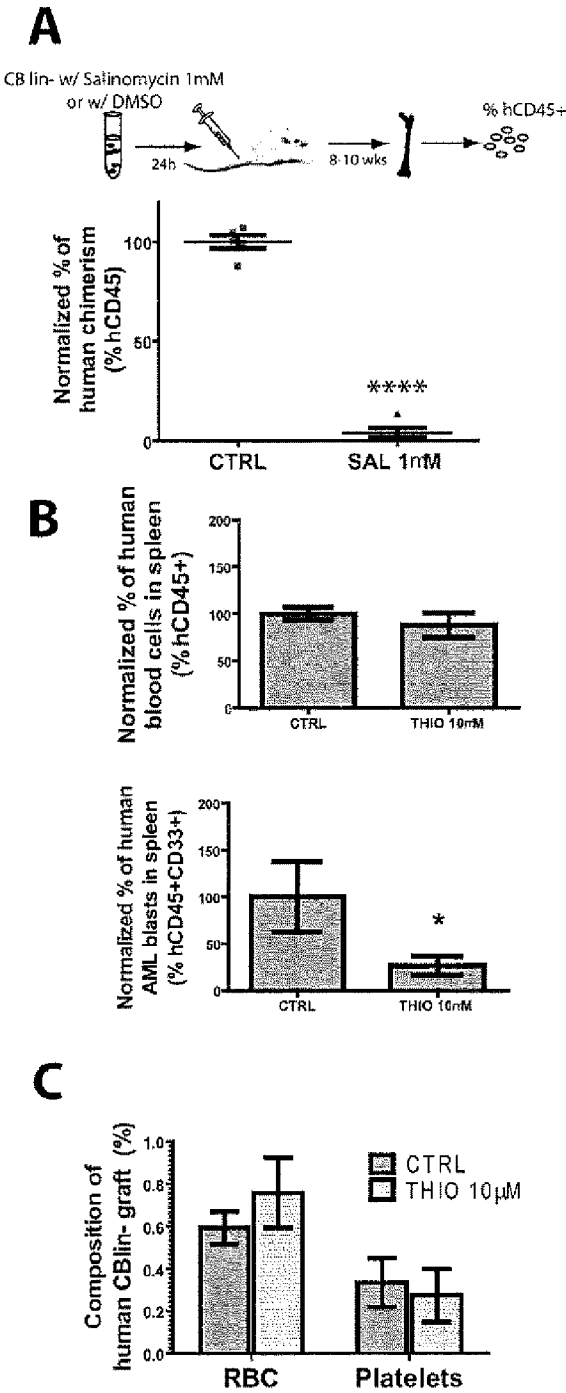 A
CB lin- w/ Salinomycin 1mM
or w/ DMSO
24h
8-10 wks
% hCD45+
Normalized % of
human chimerism
(% hCD45)
100
50
0
****
CTRL
SAL 1mM
B
Normalized % of human
blood cells in spleen
(% hCD45+)
200
150
100
50
0
CTRL
THIO 10mM
Normalized % of human
AML blasts in spleen
(% hCD45+CD33+)
200
150
100
50
0
*
CTRL
THIO 10mM
C
Composition of
human CBlin- graft (%)
1.0
0.8
0.6
0.4
0.2
0.0
CTRL
THIO 10µM
RBC
Platelets